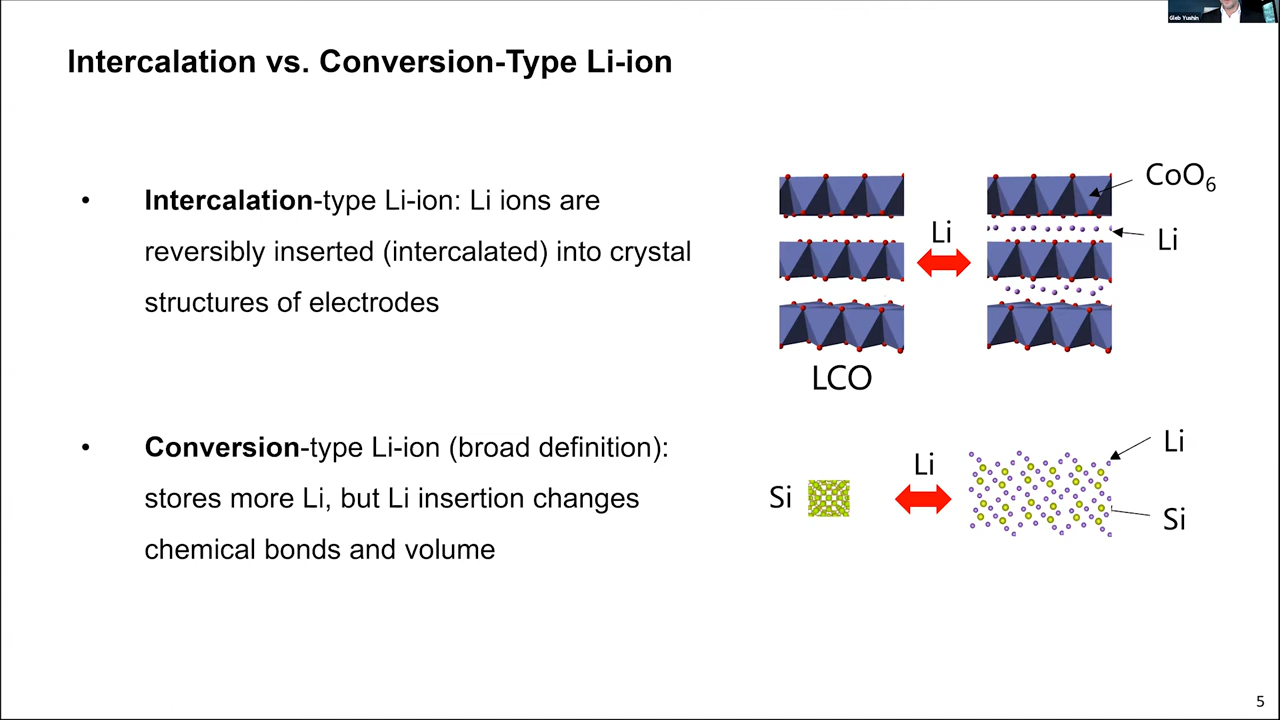 Gleb Yushin
Intercalation vs. Conversion-Type Li-ion
• Intercalation-type Li-ion: Li ions are
reversibly inserted (intercalated) into crystal
structures of electrodes
CoO₆
Li
Li
LCO
• Conversion-type Li-ion (broad definition):
stores more Li, but Li insertion changes
chemical bonds and volume
Li
Li
Si
Si
5